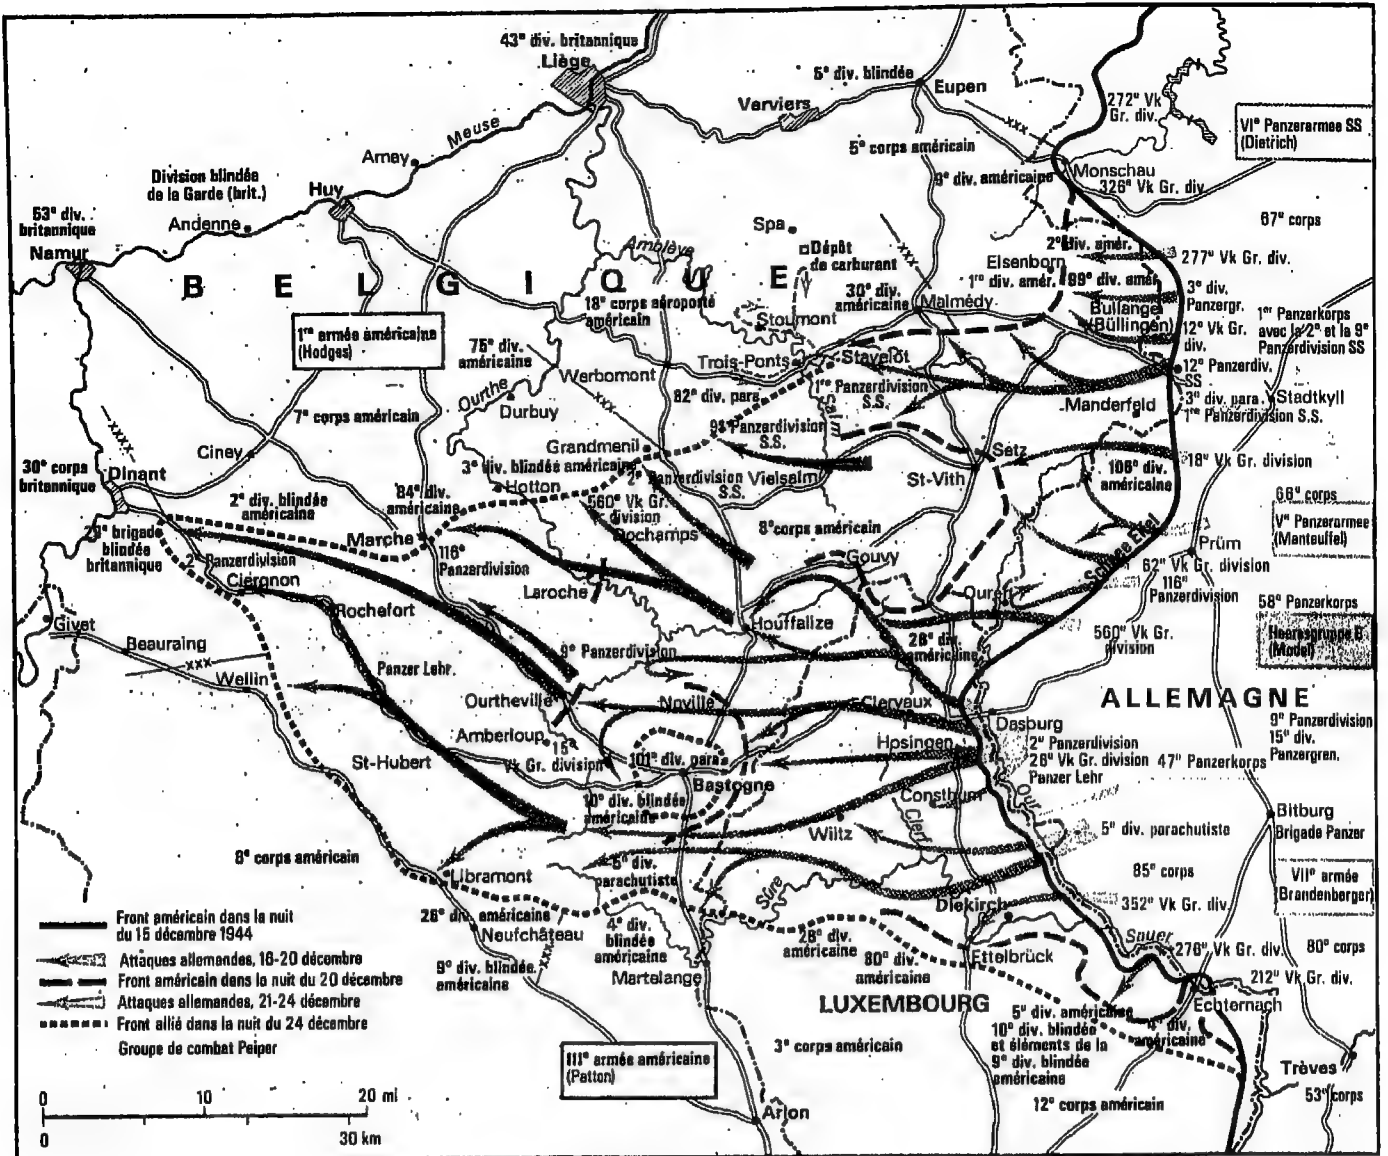 43e div. britannique
Liège
5e div. blindée
Eupen
Verviers
272e Vk
Gr. div.
VIe Panzerarmee SS
(Dietrich)
Meuse
Amay
5e corps américain
Monschau
9e div. américaine
326e Vk Gr. div.
Division blindée
de la Garde (brit.)
Huy
Andenne
53e div.
britannique
Namur
Spa
67e corps
Amblève
Dépôt
de carburant
2e div. amér.
277e Vk Gr. div.
Elsenborn
1re div. amér.
99e div. amér.
BELGIQUE
18e corps aéroporté
américain
30e div.
américaine
Malmédy
3e div.
Panzergr.
Bullange
(Büllingen)
12e Vk Gr.
div.
1er Panzerkorps
avec la 2e et la 9e
Panzerdivision SS
1re armée américaine
(Hodges)
Stoumont
75e div.
américaine
Werbomont
Trois-Ponts
Stavelot
12e Panzerdiv.
SS
1re Panzerdivision
S.S.
82e div. para.
3e div. para.
Stadtkyll
1re Panzerdivision S.S.
Manderfeld
Ourthe
Durbuy
Salm
7e corps américain
9e Panzerdivision
S.S.
Grandmenil
Ciney
Setz
St-Vith
18e Vk Gr. division
30e corps
britannique
Dinant
3e div. blindée américaine
Hotton
2e Panzerdivision
S.S.
Vielsalm
106e div.
américaine
2e div. blindée
américaine
84e div.
américaine
560e Vk Gr.
division
Dochamps
8e corps américain
66e corps
Ve Panzerarmee
(Manteuffel)
29e brigade
blindée
britannique
Marche
116e
Panzerdivision
Gouvy
Schnee Eifel
Prüm
2e Panzerdivision
Ciergnon
62e Vk Gr. division
116e
Panzerdivision
Laroche
Ouren
Rochefort
58e Panzerkorps
Givet
Houffalize
560e Vk Gr.
division
Heeresgruppe B
(Model)
Beauraing
28e div.
américaine
9e Panzerdivision
Panzer Lehr.
Wellin
Ourtheville
Noville
Clervaux
ALLEMAGNE
Dasburg
9e Panzerdivision
15e div.
Panzergren.
Amberloup
15e
Vk Gr. division
Hosingen
2e Panzerdivision
26e Vk Gr. division
Panzer Lehr
47e Panzerkorps
St-Hubert
101e div. para.
Bastogne
10e div. blindée
américaine
Consthum
Our
Bitburg
Brigade Panzer
Wiltz
Clerf
5e div. parachutiste
8e corps américain
5e div.
parachutiste
85e corps
VIIe armée
(Brandenberger)
Libramont
Sûre
Diekirch
352e Vk Gr. div.
26e div. américaine
Neufchâteau
4e div.
blindée
américaine
28e div.
américaine
Sauer
276e Vk Gr. div.
80e corps
9e div. blindée
américaine
Martelange
80e div.
américaine
Ettelbrück
212e Vk Gr. div.
Echternach
LUXEMBOURG
5e div. américaine
10e div. blindée
et éléments de la
9e div. blindée
américaine
4e div.
américaine
IIIe armée américaine
(Patton)
3e corps américain
Trèves
53e corps
12e corps américain
Arlon
Front américain dans la nuit
du 15 décembre 1944
Attaques allemandes, 16-20 décembre
Front américain dans la nuit du 20 décembre
Attaques allemandes, 21-24 décembre
Front allié dans la nuit du 24 décembre
Groupe de combat Peiper
0 10 20 ml
0 30 km
xxx
xxx
xxx
xxx
xxx
xxxxx